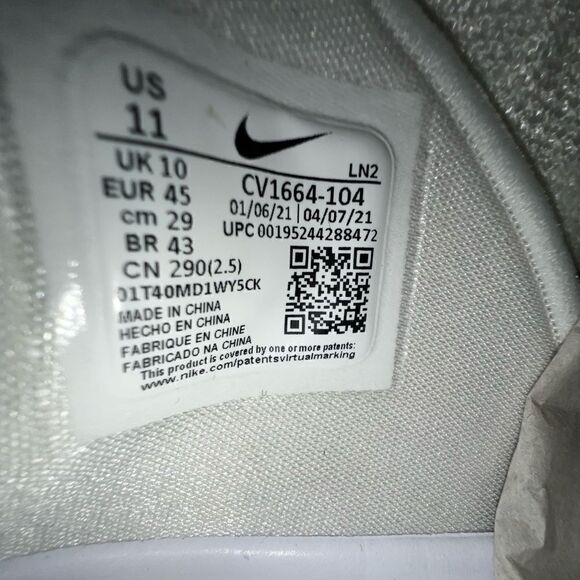 US
11
UK 10
EUR 45
cm 29
BR 43
CN 290(2.5)
LN2
CV1664-104
01/06/21 | 04/07/21
UPC 00195244288472
01T40MD1WY5CK
MADE IN CHINA
HECHO EN CHINA
FABRIQUE EN CHINE
FABRICADO NA CHINA
This product is covered by one or more patents:
www.nike.com/patentsvirtualmarking